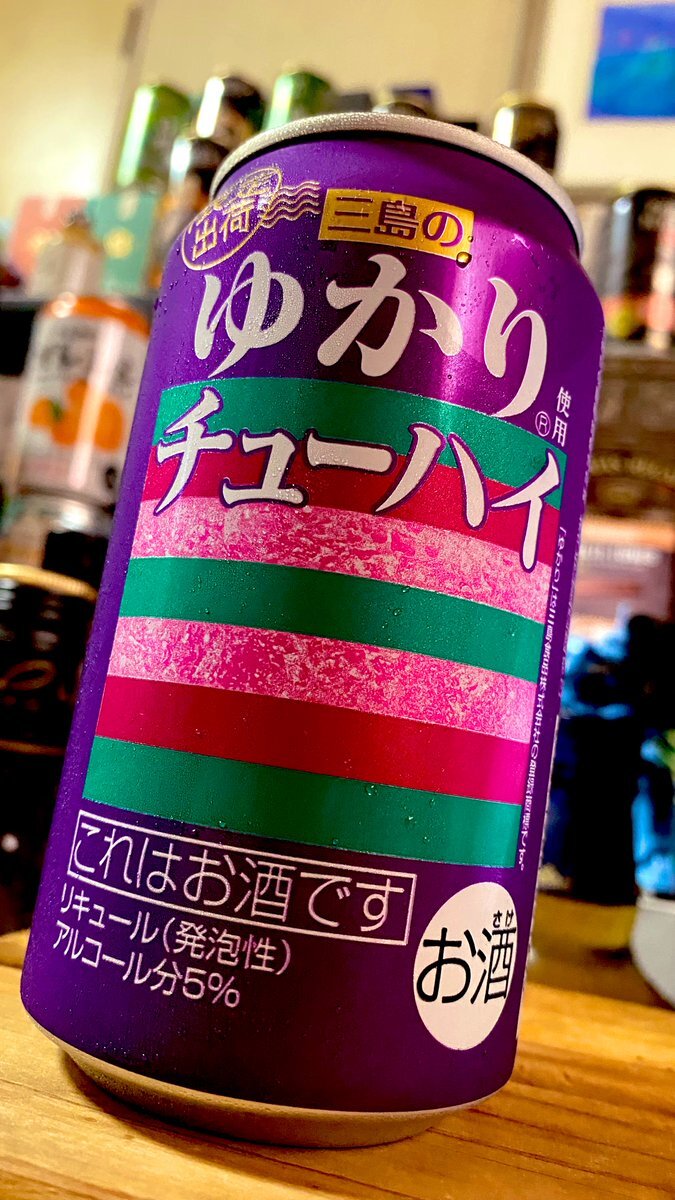 出荷
三島の
ゆかり®
使用
チューハイ
これはお酒です
リキュール(発泡性)
アルコール分5%
さけ
お酒